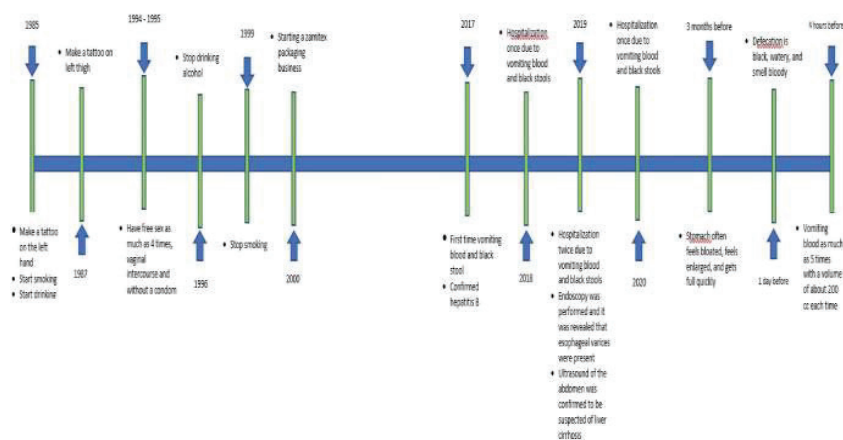 1985
Make a tattoo on the left hand
Start smoking
Start drinking
Make a tattoo on
left thigh
1987
1994 - 1995
Have free sex as
much as 4 times,
vaginal
intercourse and
without a condom
Stop drinking
alcohol
1996
1999
Stop smoking
Starting a
packaging
business
2000
2017
First time vomiting
blood and black
stool
Confirmed
hepatitis B
Hospitalization
once due to
vomiting blood
and black stools
2018
2019
Hospitalization
twice due to
vomiting blood
and black stools
Endoscopy was
performed and it
was revealed that
esophageal varices
were present
Ultrasound of the
abdomen was
confirmed to be
suspected of liver
cirrhosis
Hospitalization
once due to
vomiting blood
and black stools
2020
3 months before
Stomach often
feels bloated, feels
enlarged, and gets
full quickly
Defecation is
black, watery, and
smell bloody
1 day before
hours before
Vomiting
blood as much
as 5 times
with a volume
of about 200
cc each time